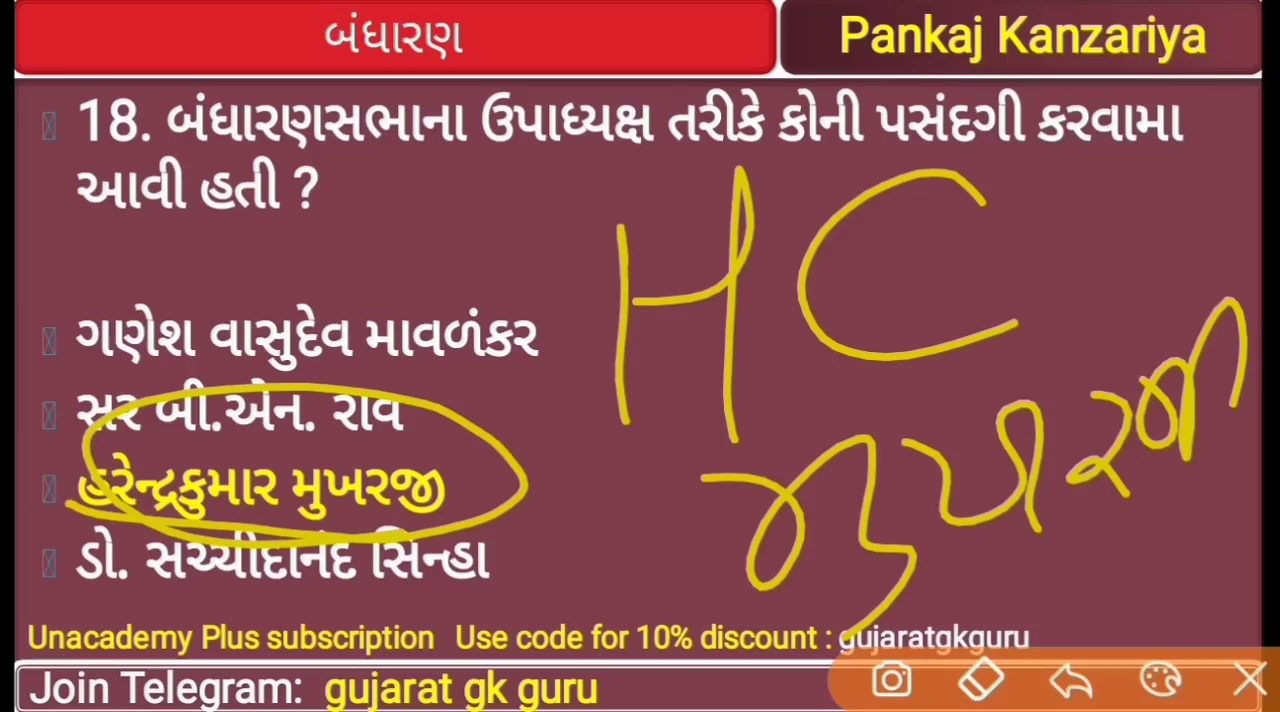 બંધારણ
Pankaj Kanzariya
18. બંધારણસભાના ઉપાધ્યક્ષ તરીકે કોની પસંદગી કરવામા
આવી હતી ?
HC
ગણેશ વાસુદેવ માવળંકર
સર બી.એન. રાવ
હરેન્દ્રકુમાર મુખરજી
ડો. સચ્ચીદાનંદ સિન્હા
Unacademy Plus subscription Use code for 10% discount : gujaratgkguru
Join Telegram: gujarat gk guru